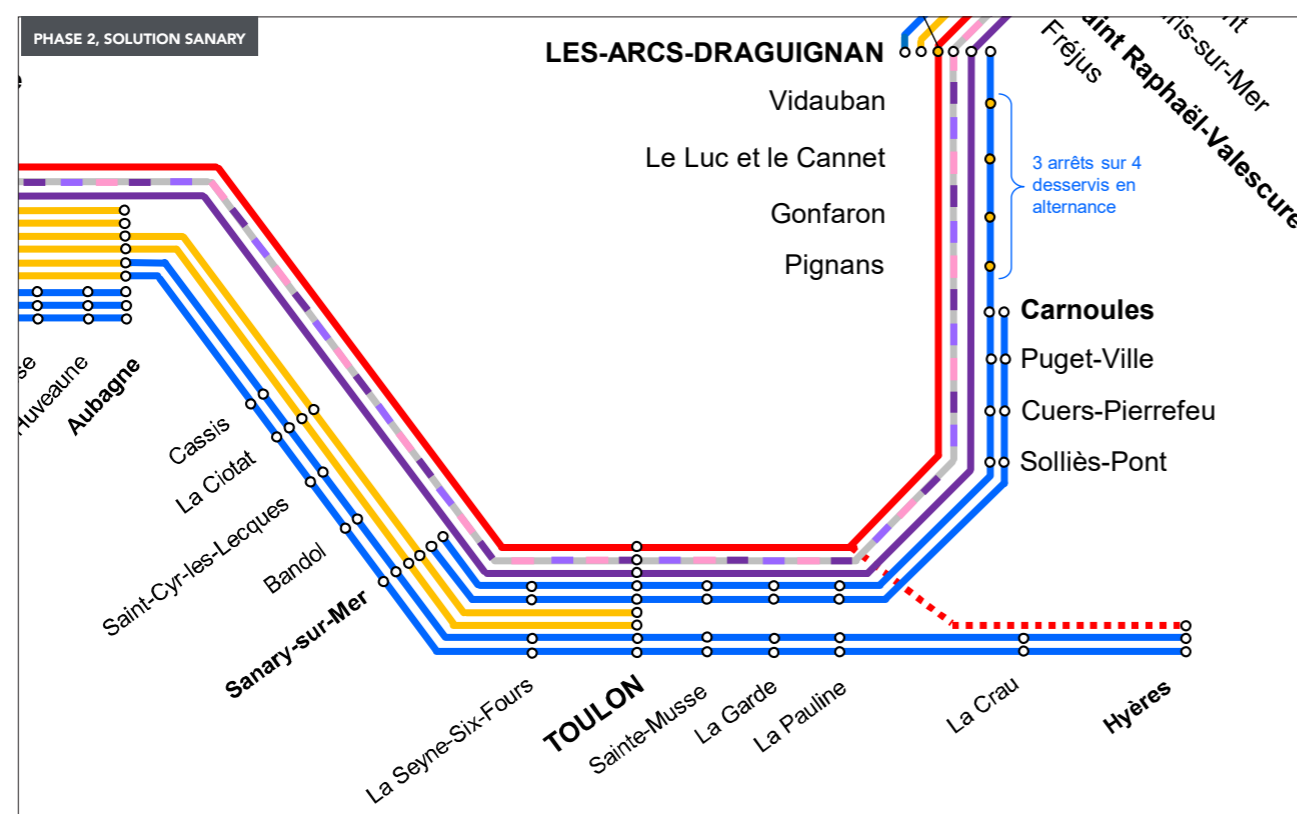 PHASE 2, SOLUTION SANARY
LES-ARCS-DRAGUIGNAN
Vidauban
Le Luc et le Cannet
Gonfaron
Pignans
3 arrêts sur 4
desservis en
alternance
Fréjus
Saint Raphaël-Valescure
Carnoules
Puget-Ville
Cuers-Pierrefeu
Solliès-Pont
Huveaune
Aubagne
Cassis
La Ciotat
Saint-Cyr-les-Lecques
Bandol
Sanary-sur-Mer
La Seyne-Six-Fours
TOULON
Sainte-Musse
La Garde
La Pauline
La Crau
Hyères